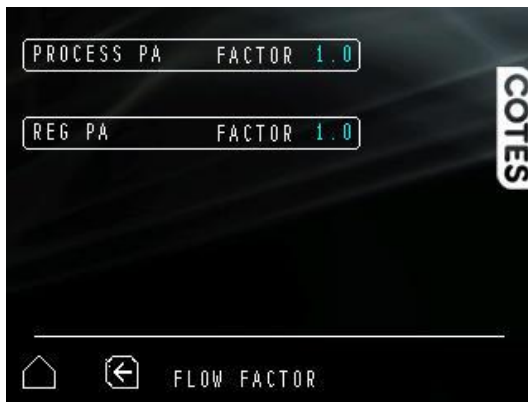 PROCESS PA FACTOR 1.0
REG PA FACTOR 1.0
COTES
FLOW FACTOR